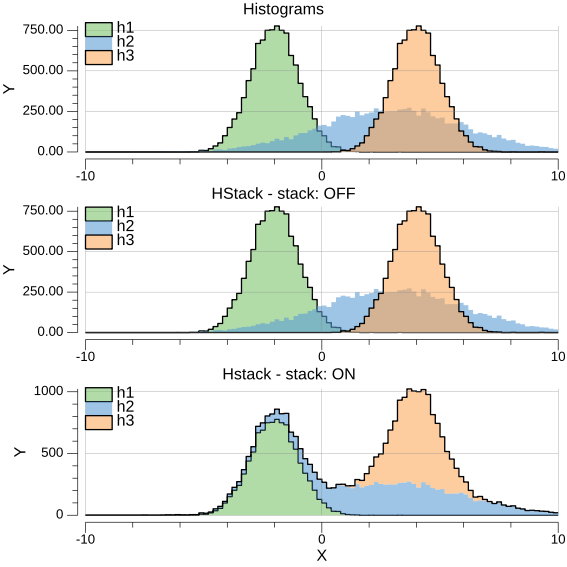 Histograms
750.00
500.00
250.00
0.00
Y
h1
h2
h3
-10
0
10
HStack - stack: OFF
750.00
500.00
250.00
0.00
Y
h1
h2
h3
-10
0
10
Hstack - stack: ON
1000
500
0
Y
h1
h2
h3
-10
0
10
X